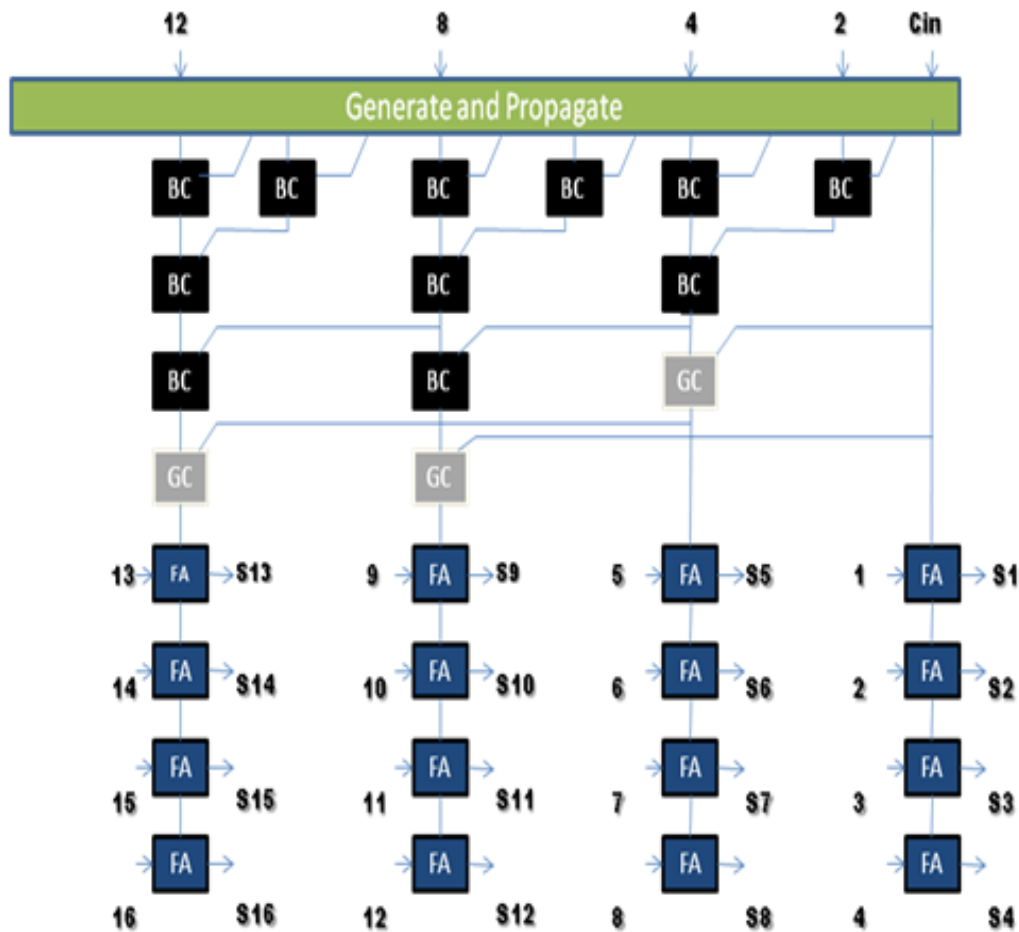 12 8 4 2 Cin
Generate and Propagate
BC BC BC BC BC BC
BC BC BC
BC BC GC
GC GC
13 FA S13 9 FA S9 5 FA S5 1 FA S1
FA FA FA FA
14 S14 10 S10 6 S6 2 S2
FA FA FA FA
15 S15 11 S11 7 S7 3 S3
FA FA FA FA
16 S16 12 S12 8 S8 4 S4